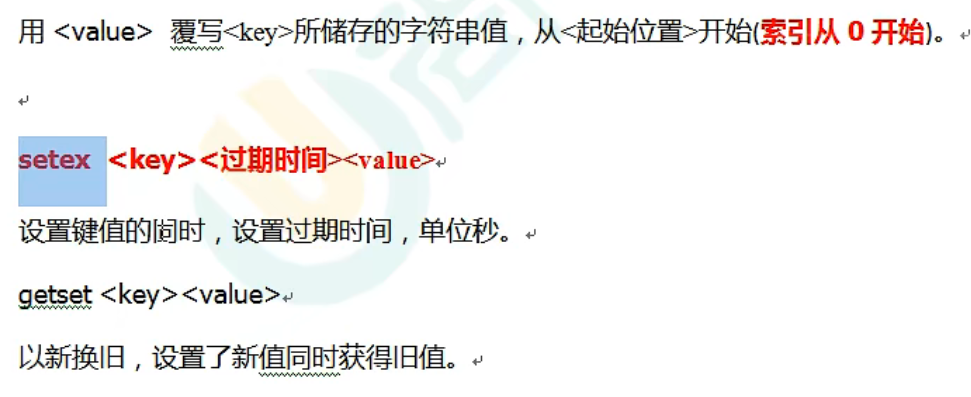 用 <value> 覆写<key>所储存的字符串值，从<起始位置>开始(索引从 0 开始)。
setex <key><过期时间><value>
设置键值的同时，设置过期时间，单位秒。
getset <key><value>
以新换旧，设置了新值同时获得旧值。